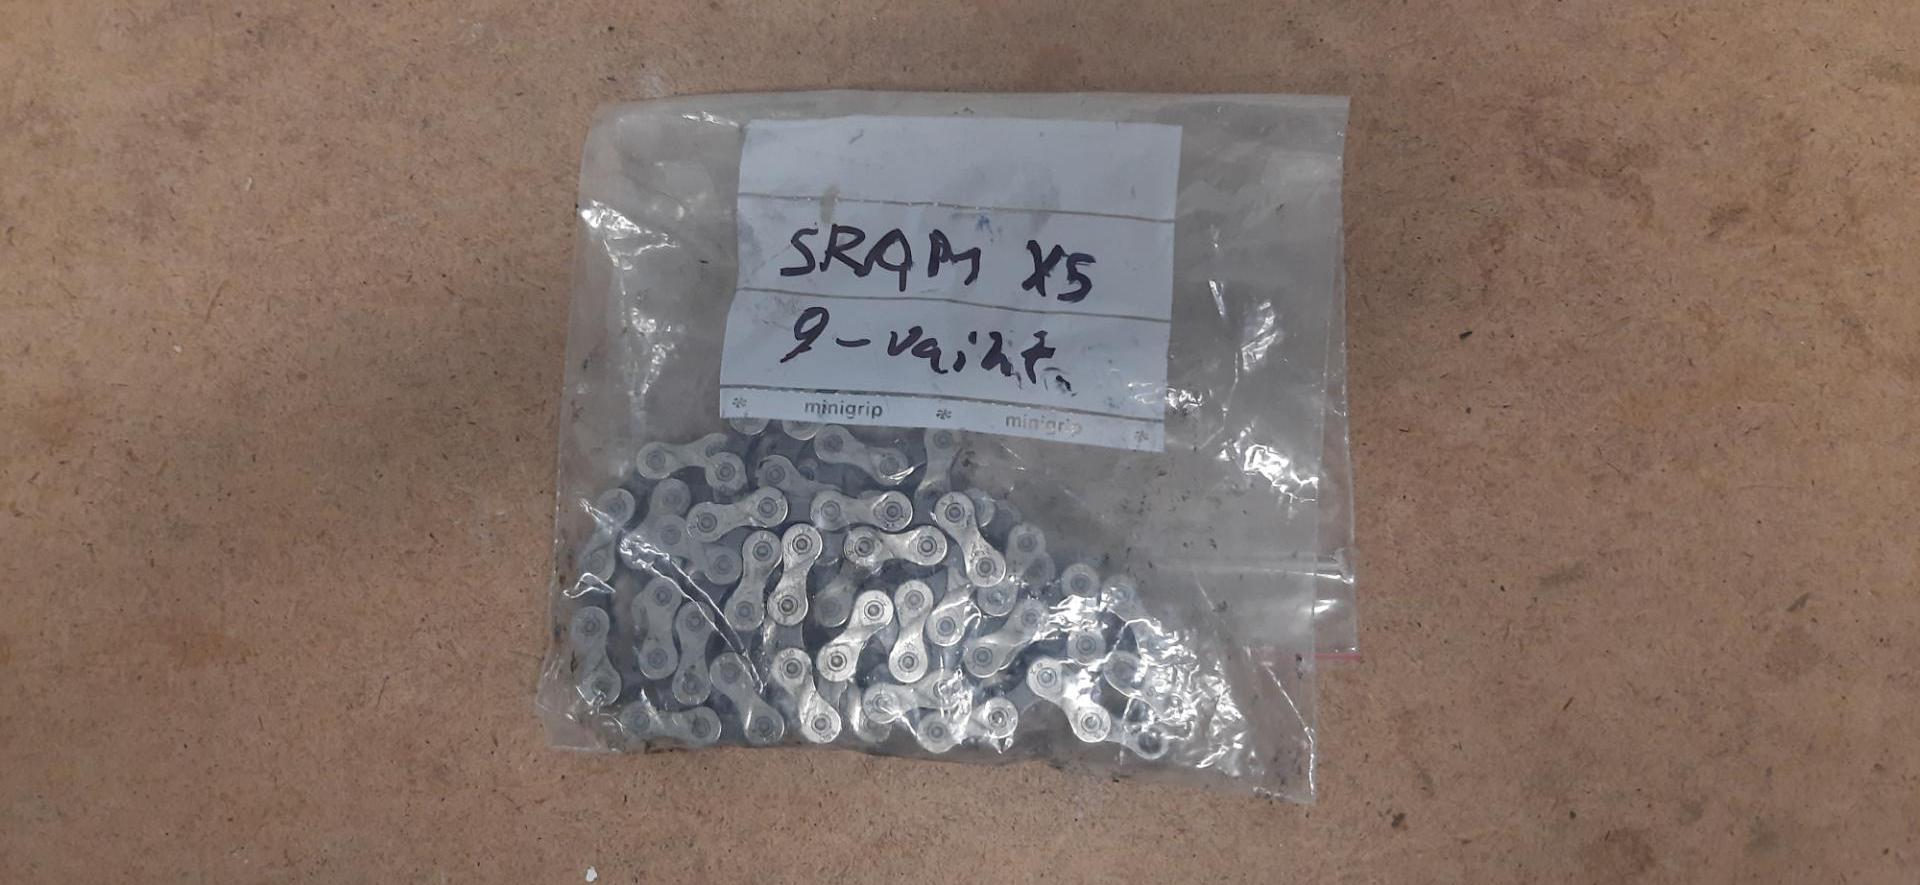 SRAM X5
9-vaiht.
* minigrip * minigrip *